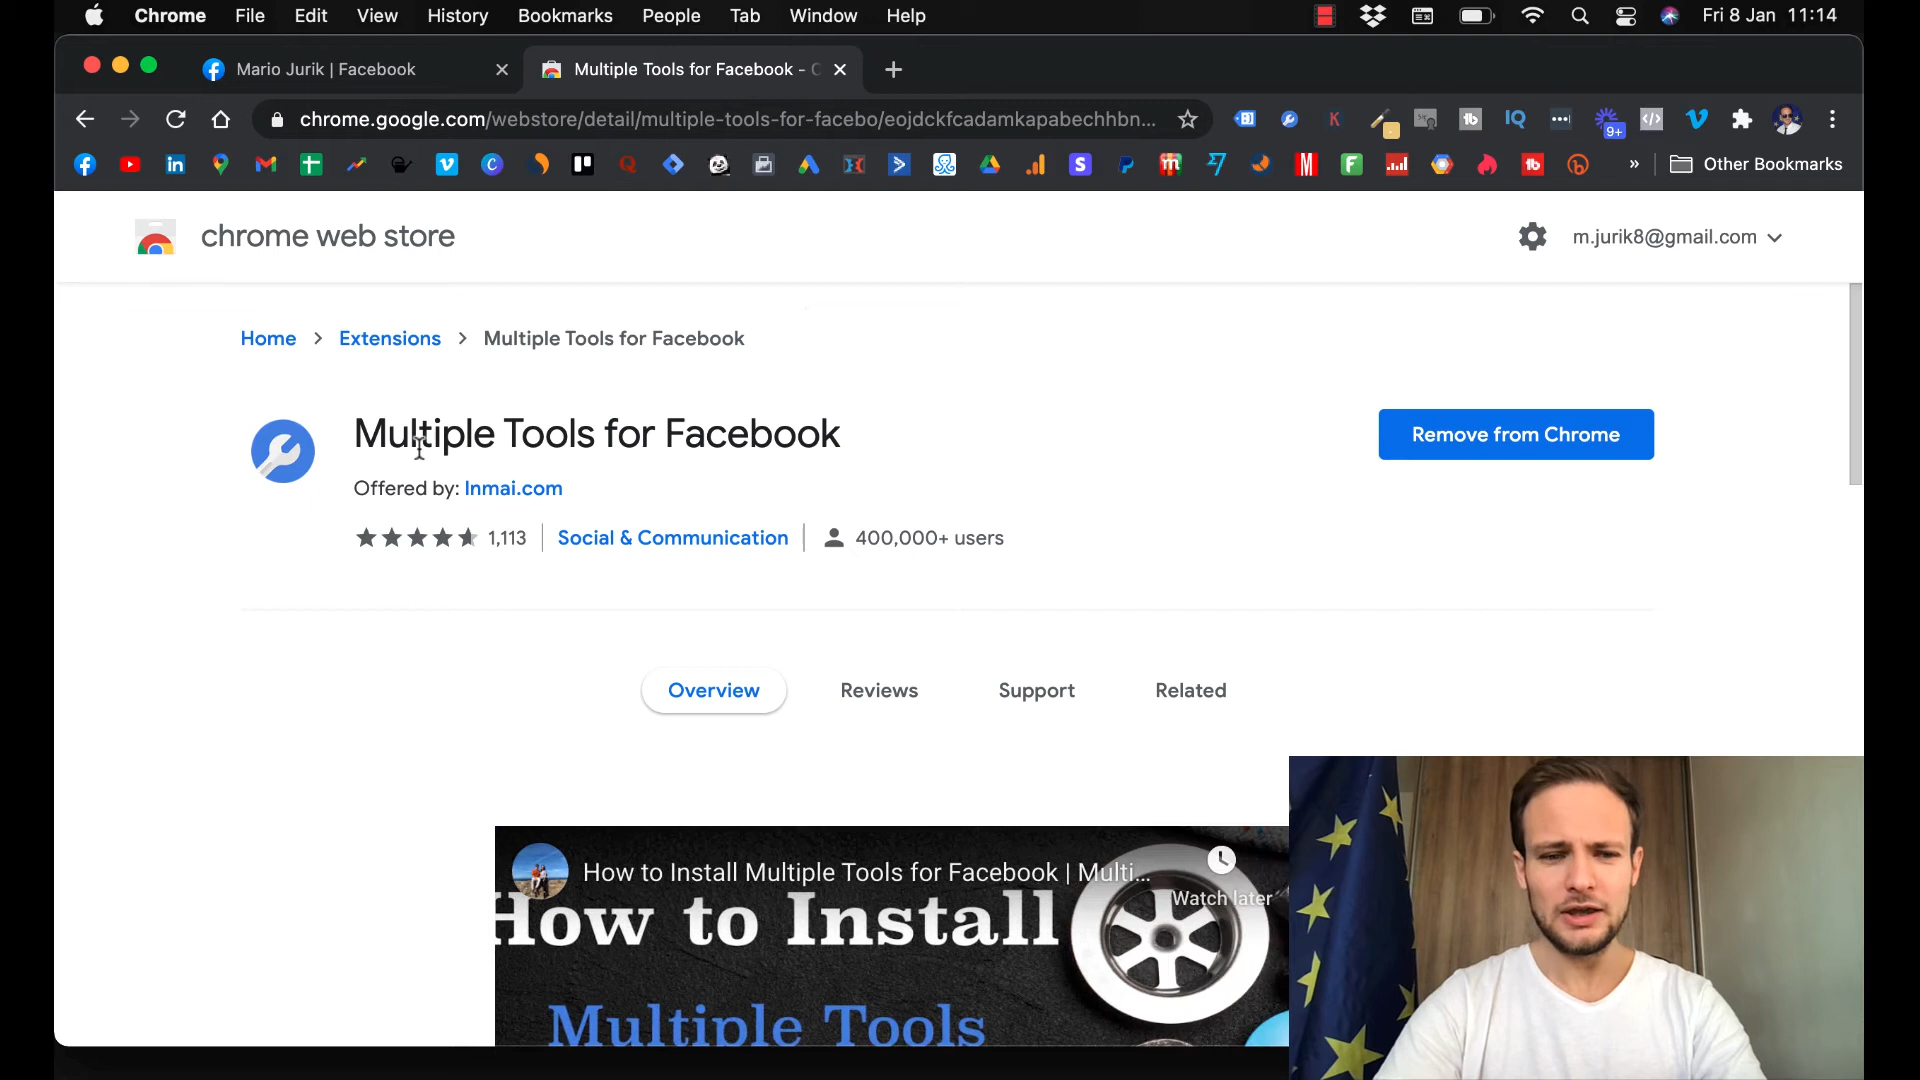 Chrome File Edit View History Bookmarks People Tab Window Help Fri 8 Jan 11:14
Mario Jurik | Facebook Multiple Tools for Facebook -
chrome.google.com/webstore/detail/multiple-tools-for-facebo/eojdckfcadamkapabechhbn... 9+
Other Bookmarks
chrome web store m.jurik8@gmail.com
Home > Extensions > Multiple Tools for Facebook
Multiple Tools for Facebook Remove from Chrome
Offered by: Inmai.com
1,113 Social & Communication 400,000+ users
Overview Reviews Support Related
How to Install Multiple Tools for Facebook | Multi...
Watch later
How to Install
Multiple Tools